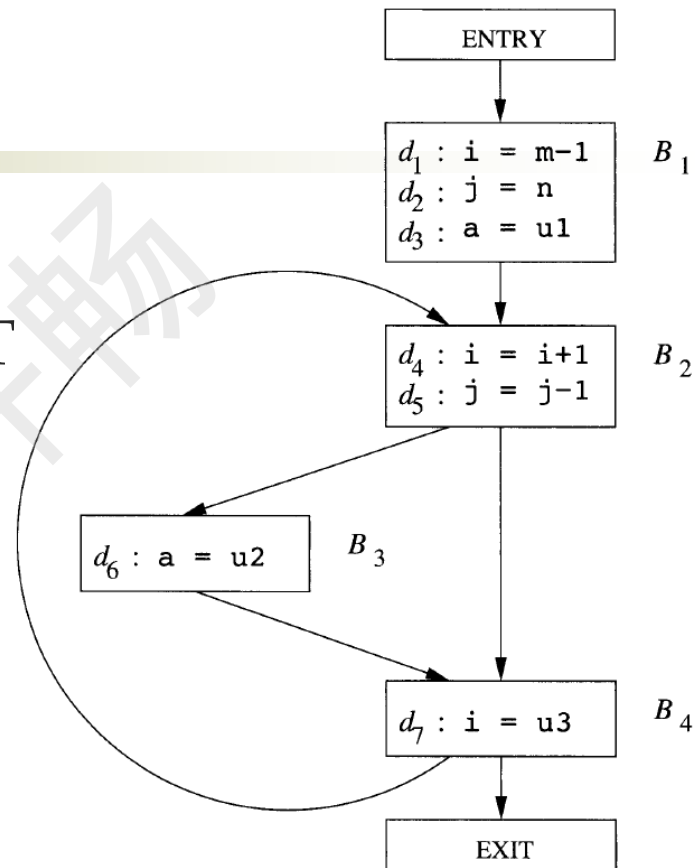 ENTRY
d1 : i = m-1
d2 : j = n
d3 : a = u1
B1
d4 : i = i+1
d5 : j = j-1
B2
d6 : a = u2
B3
d7 : i = u3
B4
EXIT
畅